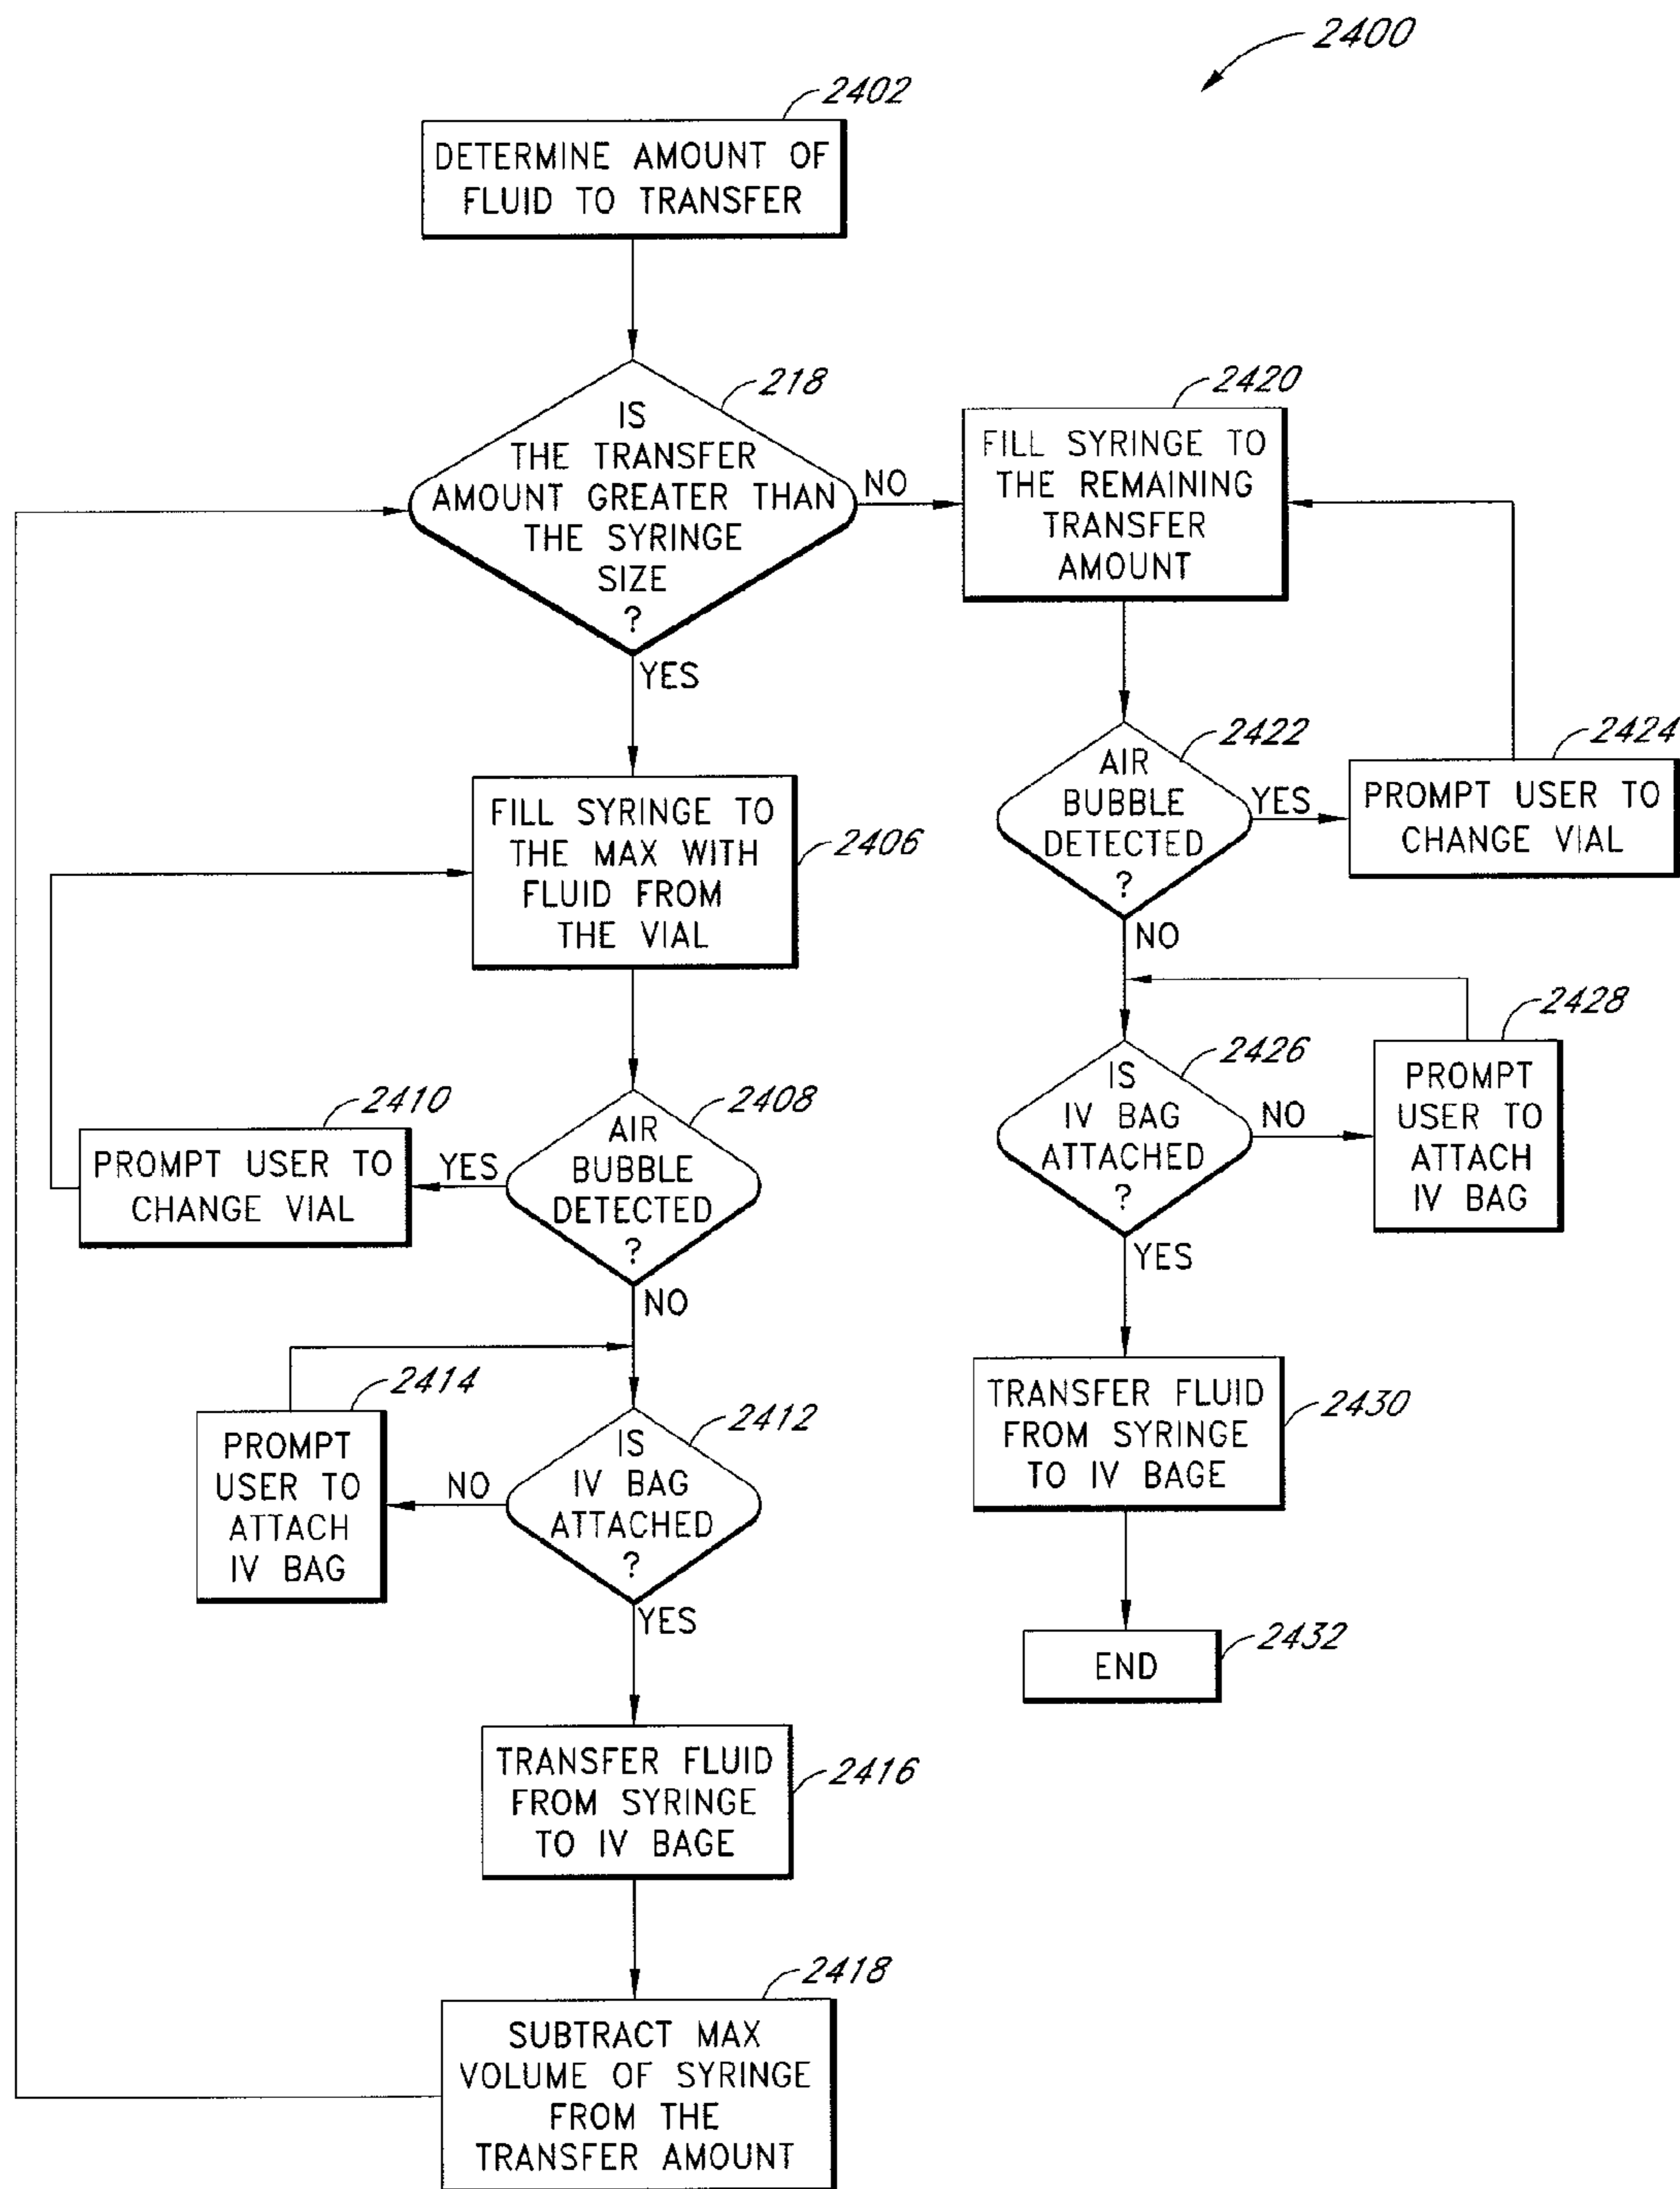 2400
2402
DETERMINE AMOUNT OF
FLUID TO TRANSFER
218
IS
THE TRANSFER
AMOUNT GREATER THAN
THE SYRINGE
SIZE
?
NO
YES
2420
FILL SYRINGE TO
THE REMAINING
TRANSFER
AMOUNT
2422
AIR
BUBBLE
DETECTED
?
YES
NO
2424
PROMPT USER TO
CHANGE VIAL
2406
FILL SYRINGE TO
THE MAX WITH
FLUID FROM
THE VIAL
2408
AIR
BUBBLE
DETECTED
?
YES
NO
2410
PROMPT USER TO
CHANGE VIAL
2426
IS
IV BAG
ATTACHED
?
NO
YES
2428
PROMPT
USER TO
ATTACH
IV BAG
2430
TRANSFER FLUID
FROM SYRINGE
TO IV BAGE
2432
END
2412
IS
IV BAG
ATTACHED
?
NO
YES
2414
PROMPT
USER TO
ATTACH
IV BAG
2416
TRANSFER FLUID
FROM SYRINGE
TO IV BAGE
2418
SUBTRACT MAX
VOLUME OF SYRINGE
FROM THE
TRANSFER AMOUNT